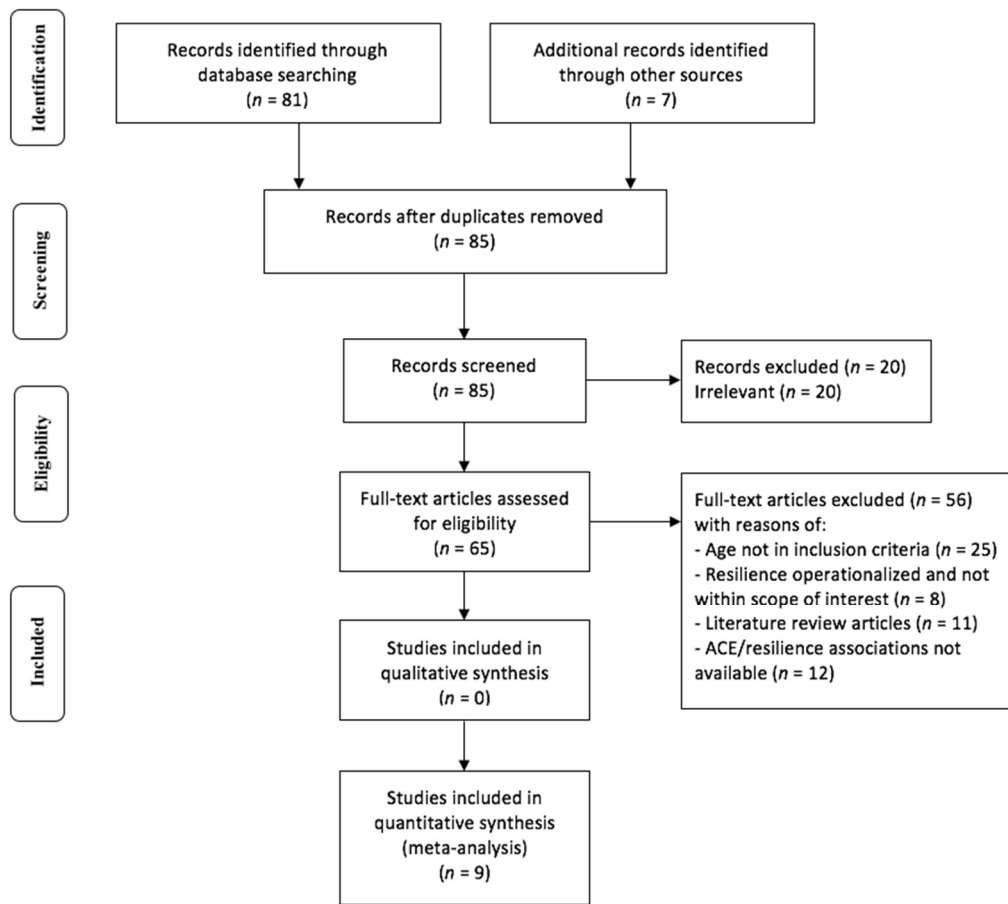 Identification
Records identified through
database searching
(n = 81)
Additional records identified
through other sources
(n = 7)
Screening
Records after duplicates removed
(n = 85)
Records screened
(n = 85)
Records excluded (n = 20)
Irrelevant (n = 20)
Eligibility
Full-text articles assessed
for eligibility
(n = 65)
Full-text articles excluded (n = 56)
with reasons of:
- Age not in inclusion criteria (n = 25)
- Resilience operationalized and not
within scope of interest (n = 8)
- Literature review articles (n = 11)
- ACE/resilience associations not
available (n = 12)
Included
Studies included in
qualitative synthesis
(n = 0)
Studies included in
quantitative synthesis
(meta-analysis)
(n = 9)